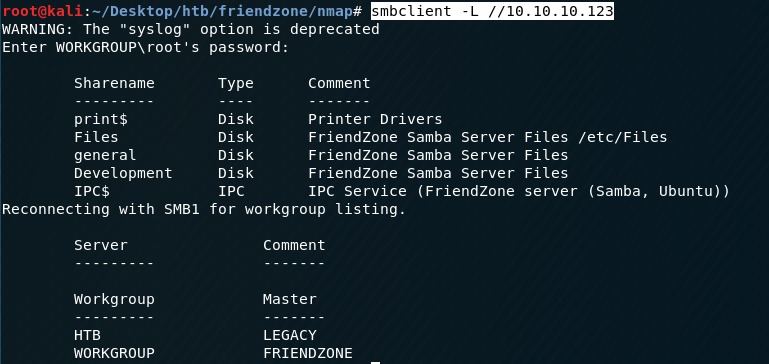 root@kali:~/Desktop/htb/friendzone/nmap# smbclient -L //10.10.10.123
WARNING: The "syslog" option is deprecated
Enter WORKGROUP\root's password:
Sharename Type Comment
--------- ---- -------
print$ Disk Printer Drivers
Files Disk FriendZone Samba Server Files /etc/Files
general Disk FriendZone Samba Server Files
Development Disk FriendZone Samba Server Files
IPC$ IPC IPC Service (FriendZone server (Samba, Ubuntu))
Reconnecting with SMB1 for workgroup listing.
Server Comment
--------- -------
Workgroup Master
--------- -------
HTB LEGACY
WORKGROUP FRIENDZONE